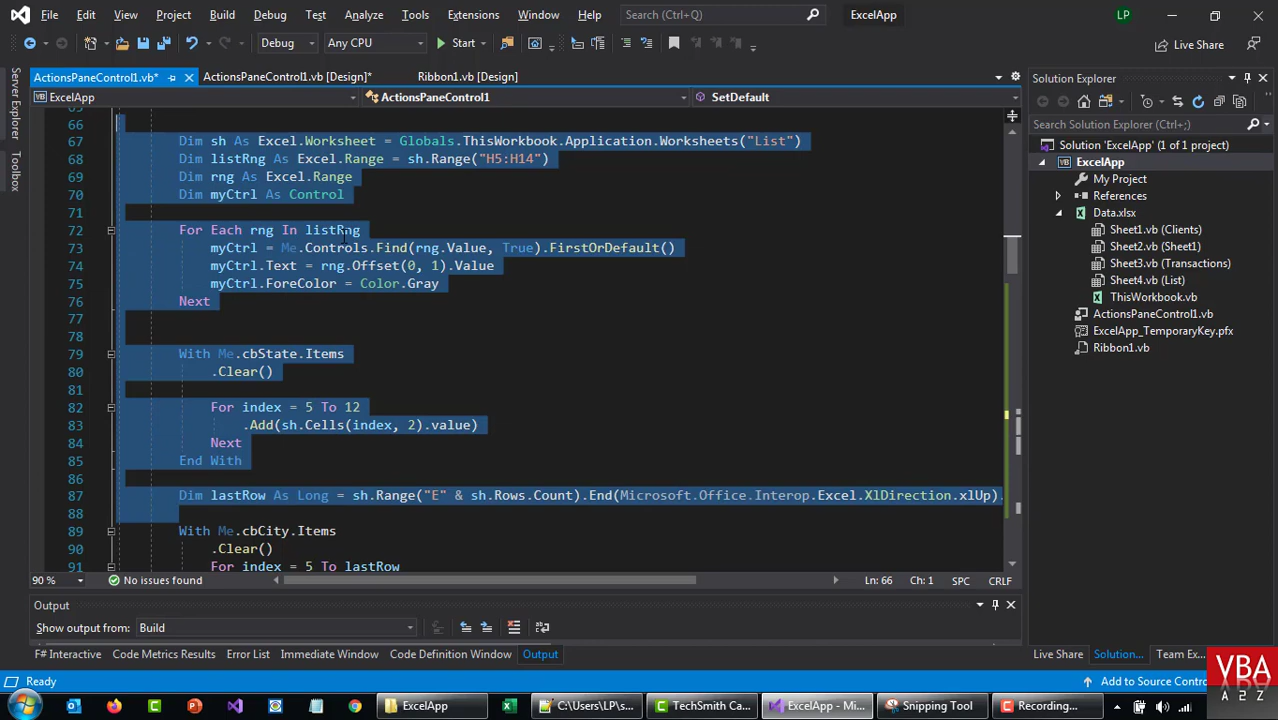 File Edit View Project Build Debug Test Analyze Tools Extensions Window Help Search (Ctrl+Q) ExcelApp LP
Debug Any CPU Start Live Share
ActionsPaneControl1.vb* ActionsPaneControl1.vb [Design]* Ribbon1.vb [Design]
ExcelApp ActionsPaneControl1 SetDefault
Server Explorer
Toolbox
66
67 Dim sh As Excel.Worksheet = Globals.ThisWorkbook.Application.Worksheets("List")
68 Dim listRng As Excel.Range = sh.Range("H5:H14")
69 Dim rng As Excel.Range
70 Dim myCtrl As Control
71
72 For Each rng In listRng
73 myCtrl = Me.Controls.Find(rng.Value, True).FirstOrDefault()
74 myCtrl.Text = rng.Offset(0, 1).Value
75 myCtrl.ForeColor = Color.Gray
76 Next
77
78
79 With Me.cbState.Items
80 .Clear()
81
82 For index = 5 To 12
83 .Add(sh.Cells(index, 2).value)
84 Next
85 End With
86
87 Dim lastRow As Long = sh.Range("E" & sh.Rows.Count).End(Microsoft.Office.Interop.Excel.XlDirection.xlUp).
88
89 With Me.cbCity.Items
90 .Clear()
91 For index = 5 To lastRow
90 % No issues found Ln: 66 Ch: 1 SPC CRLF
Output
Show output from: Build
F# Interactive Code Metrics Results Error List Immediate Window Code Definition Window Output
Solution Explorer
Search Solution Explorer (Ctrl+;)
Solution 'ExcelApp' (1 of 1 project)
ExcelApp
My Project
References
Data.xlsx
Sheet1.vb (Clients)
Sheet2.vb (Sheet1)
Sheet3.vb (Transactions)
Sheet4.vb (List)
ThisWorkbook.vb
ActionsPaneControl1.vb
ExcelApp_TemporaryKey.pfx
Ribbon1.vb
Live Share Solution... Team Ex...
Ready Add to Source Contr
VBA
A 2 Z
ExcelApp C:\Users\LP\s... TechSmith Ca... ExcelApp - Mi... Snipping Tool Recording...